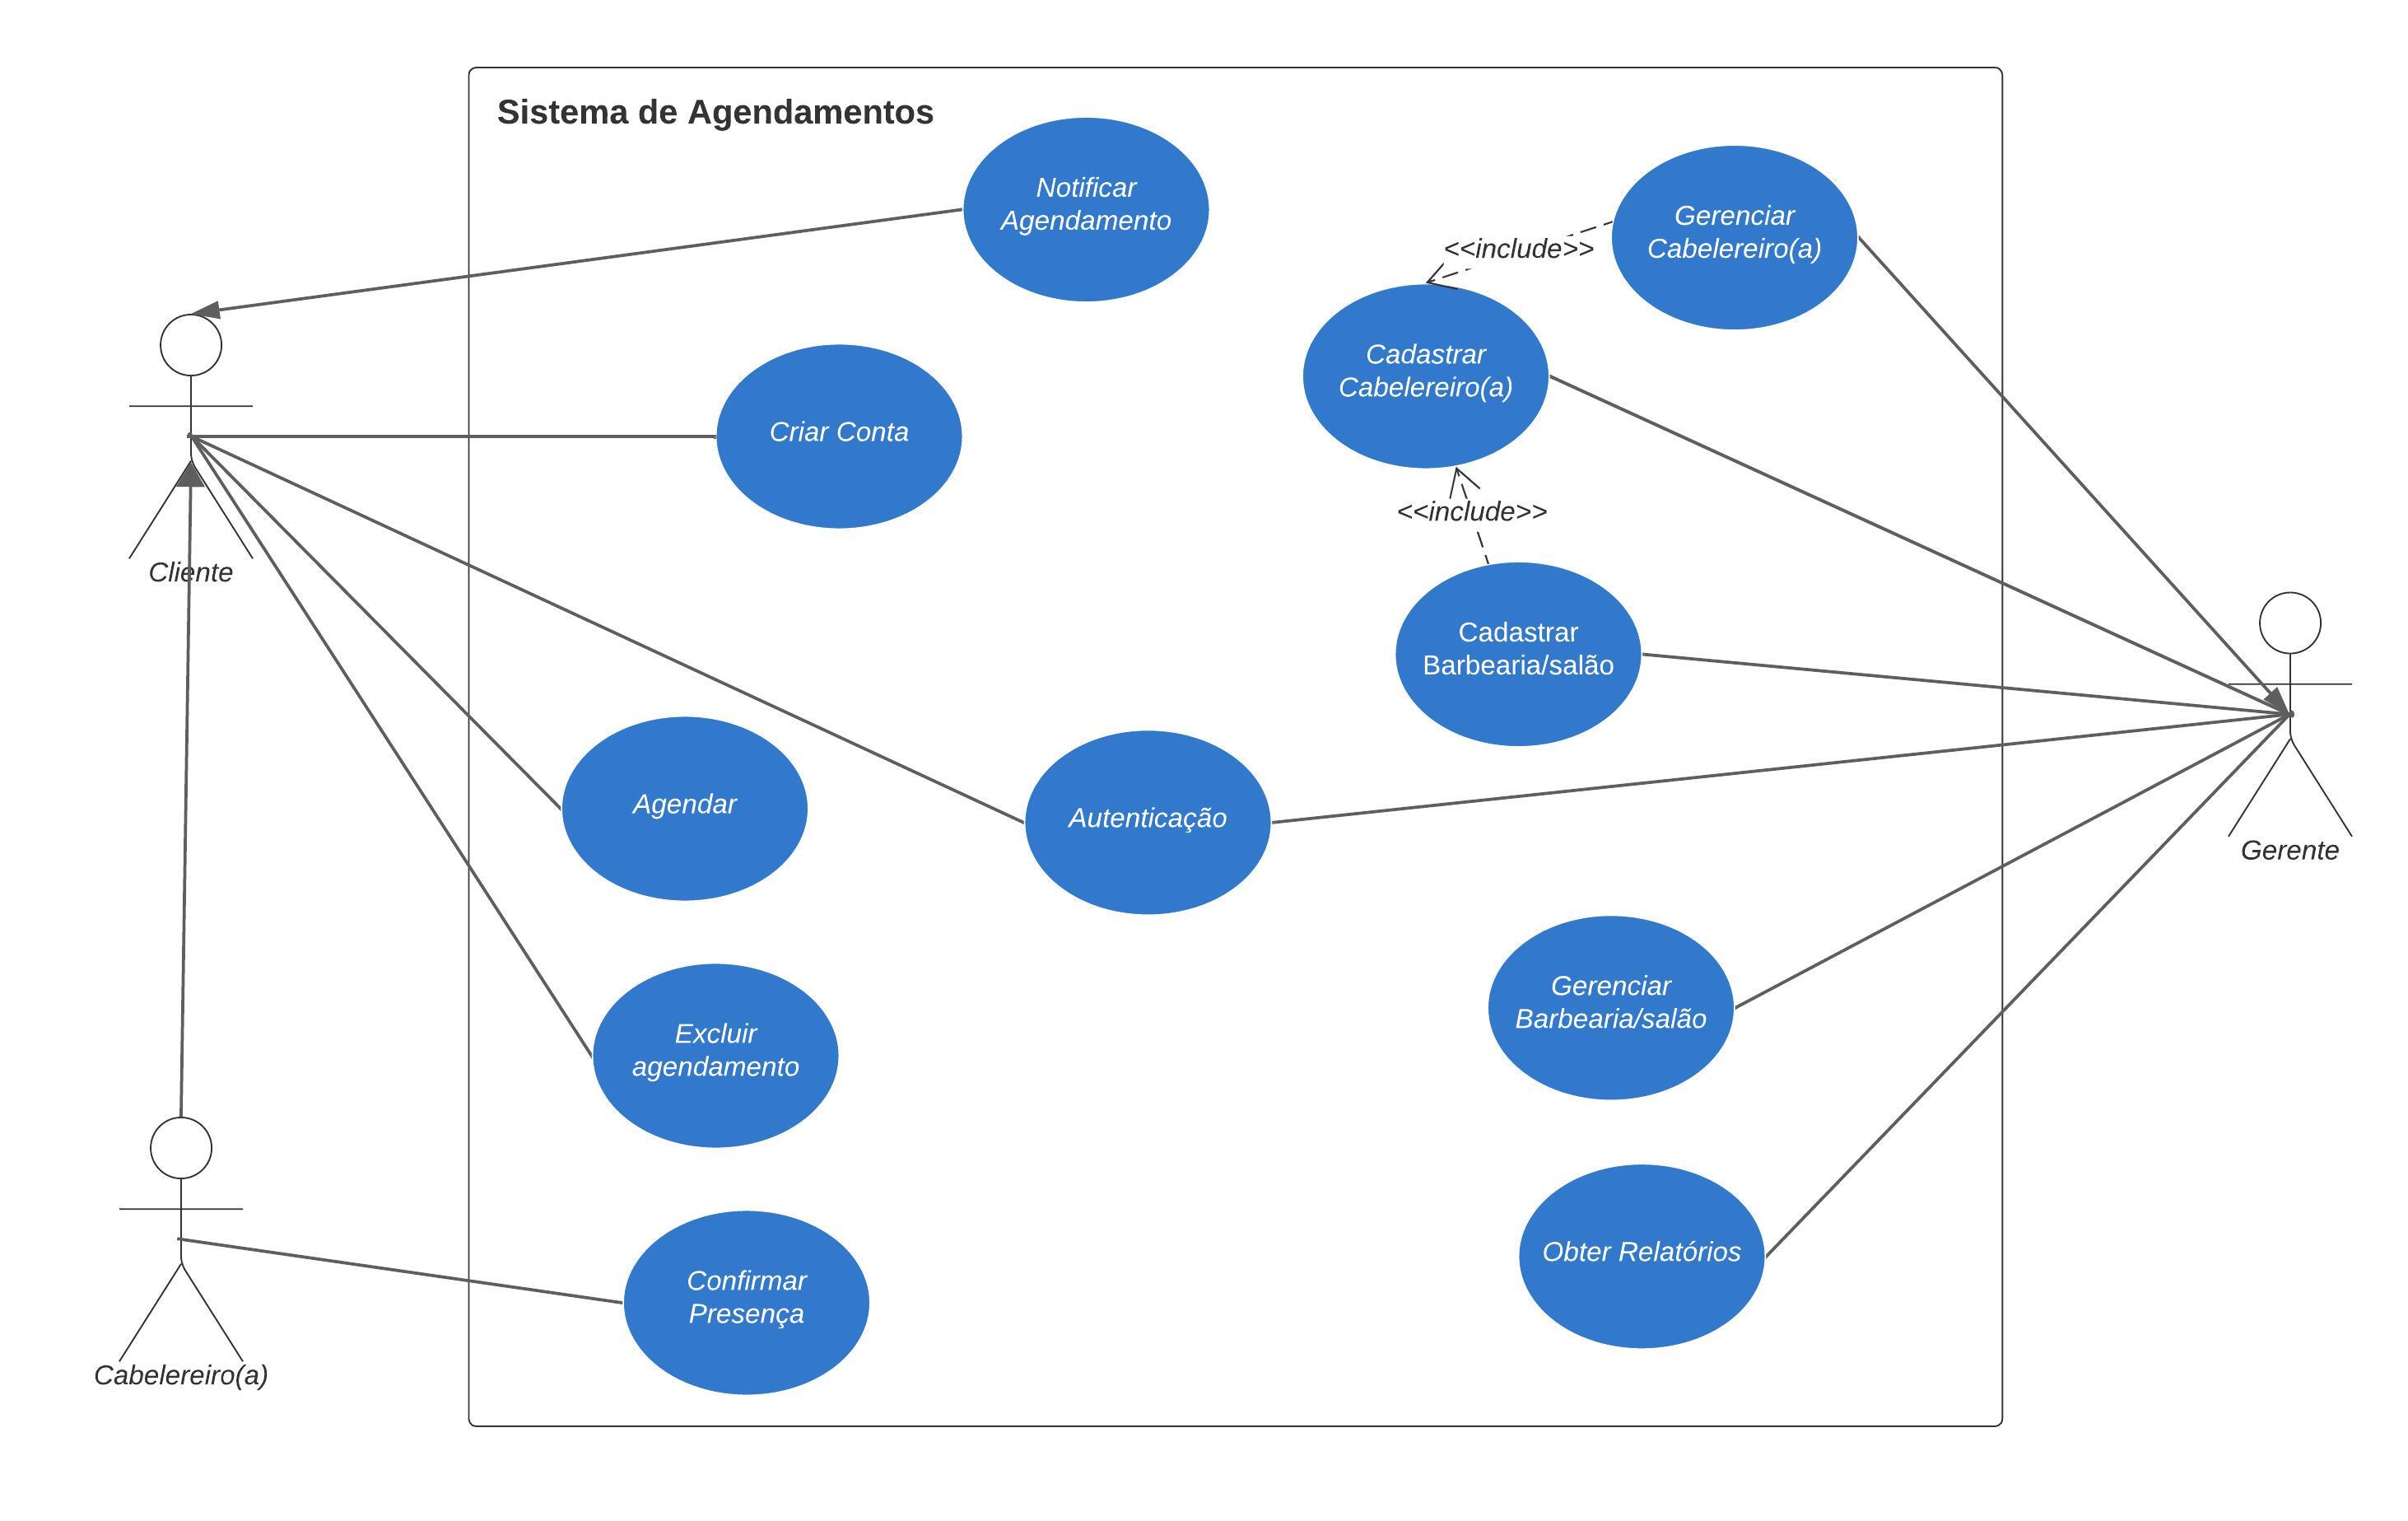 Sistema de Agendamentos
Notificar
Agendamento
Gerenciar
Cabelereiro(a)
<<include>>
Cadastrar
Cabelereiro(a)
Criar Conta
<<include>>
Cliente
Cadastrar
Barbearia/salão
Agendar
Autenticação
Gerente
Gerenciar
Barbearia/salão
Excluir
agendamento
Obter Relatórios
Confirmar
Presença
Cabelereiro(a)